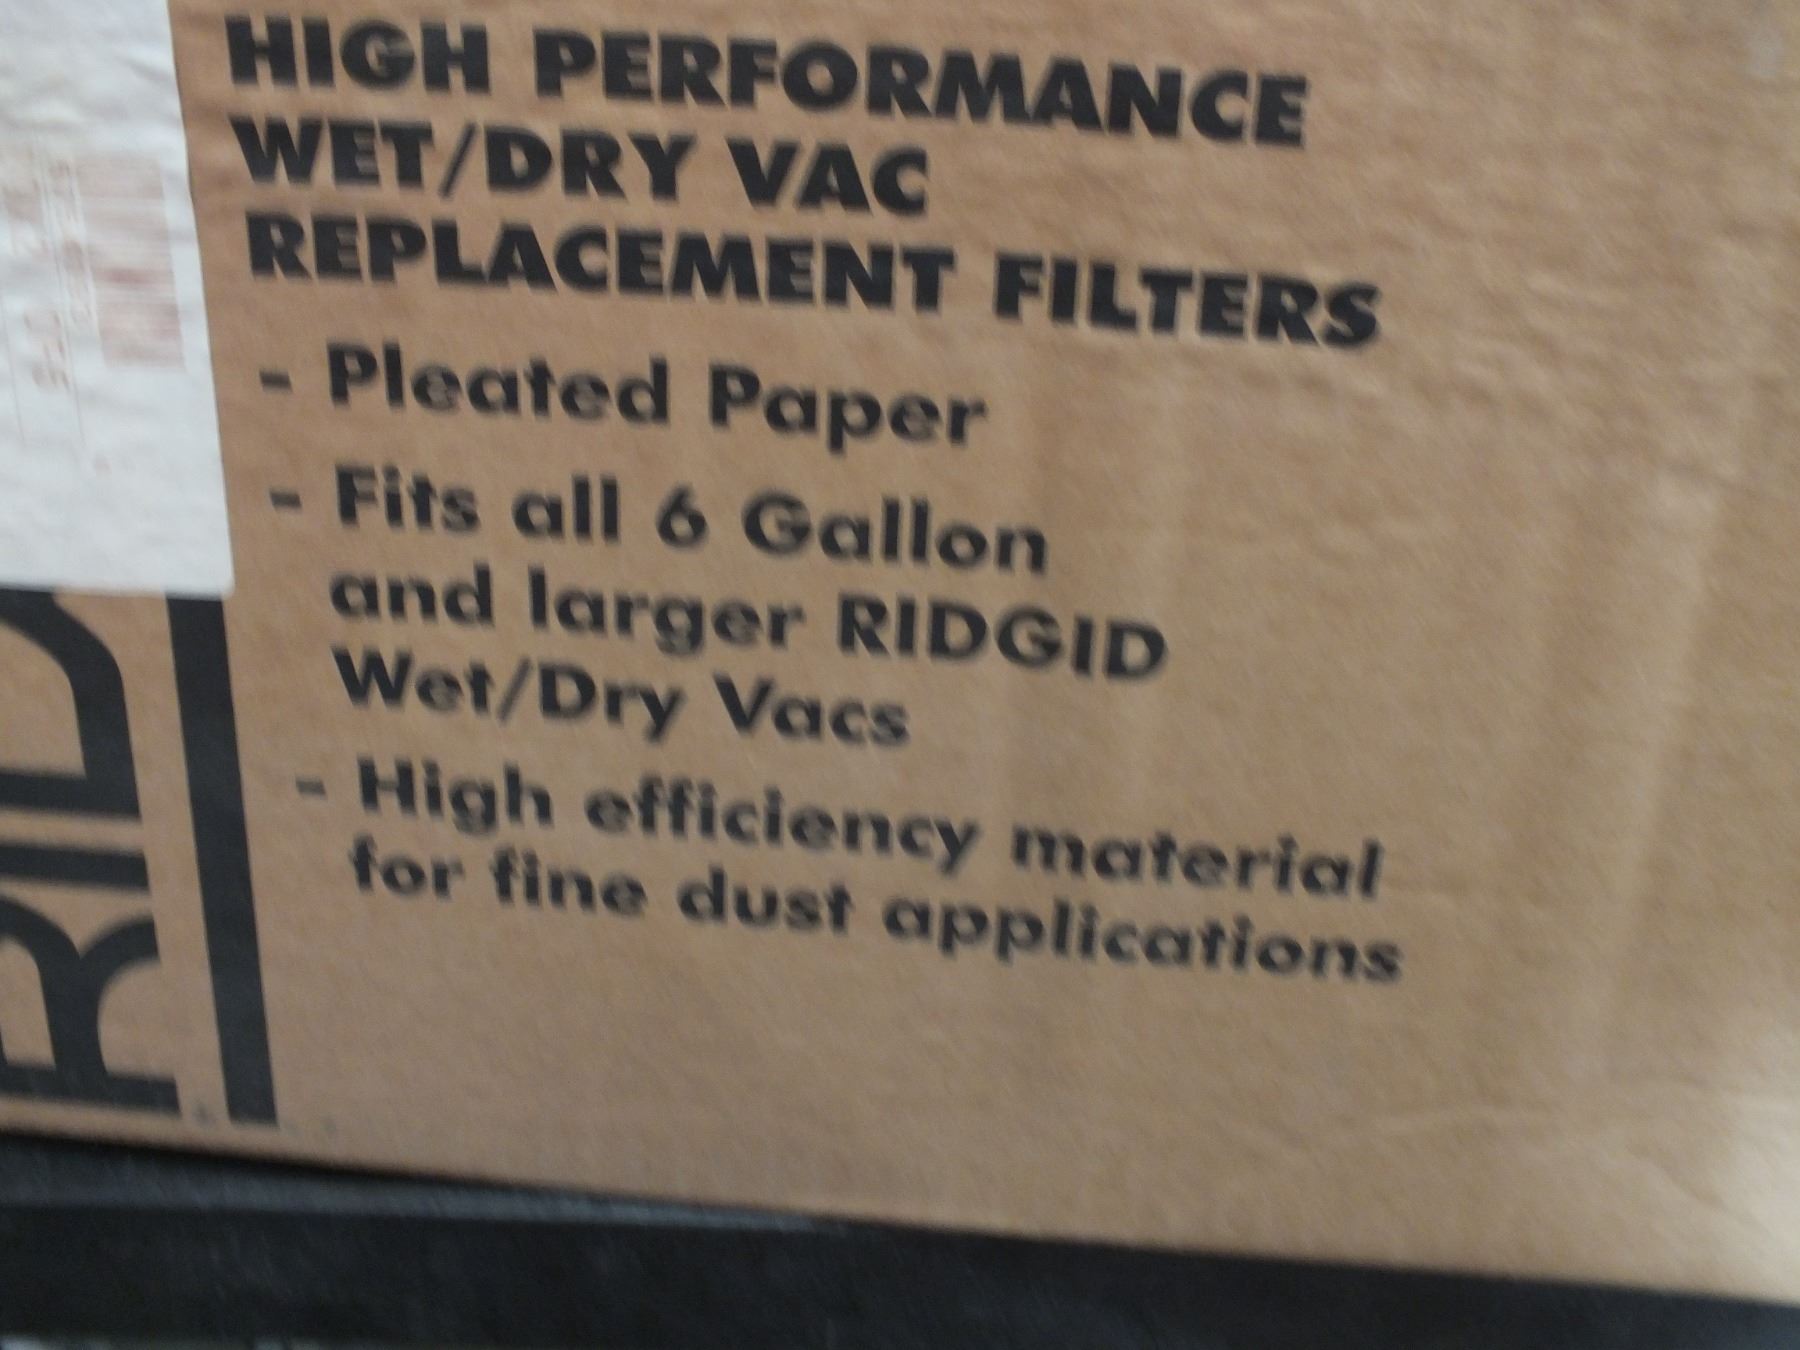 HIGH PERFORMANCE
WET/DRY VAC
REPLACEMENT FILTERS
- Pleated Paper
- Fits all 6 Gallon
and larger RIDGID
Wet/Dry Vacs
- High efficiency material
for fine dust applications